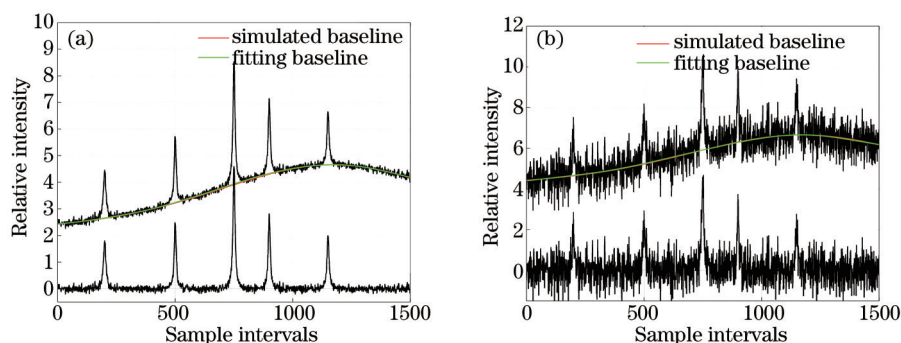 (a)
simulated baseline
fitting baseline
10
9
8
7
6
5
4
3
2
1
0
Relative intensity
0
500
1000
1500
Sample intervals
(b)
simulated baseline
fitting baseline
12
10
8
6
4
2
0
Relative intensity
0
500
1000
1500
Sample intervals